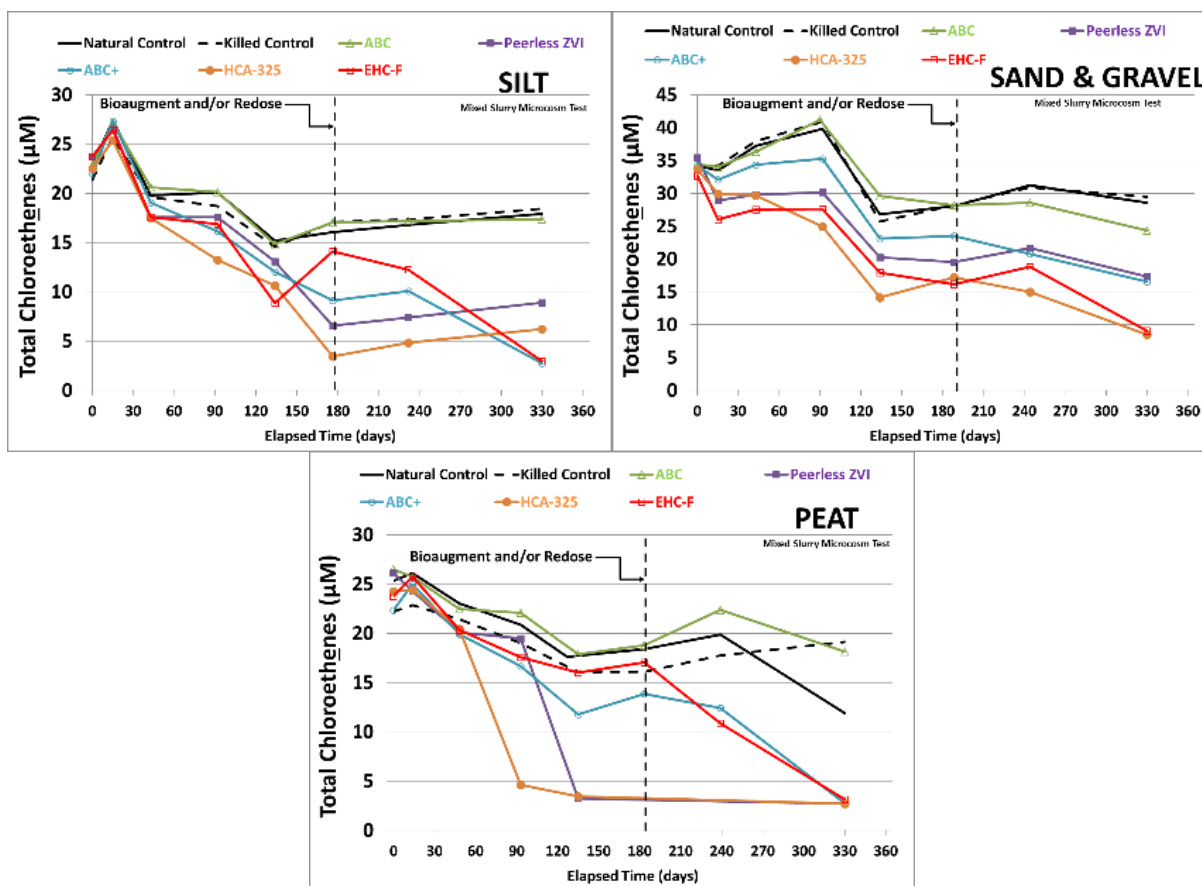 Natural Control Killed Control ABC Peerless ZVI
ABC+ HCA-325 EHC-F
SILT
Mixed Slurry Microcosm Test
Bioaugment and/or Redose
Total Chloroethenes (µM)
30
25
20
15
10
5
0
0 30 60 90 120 150 180 210 240 270 300 330 360
Elapsed Time (days)
Natural Control Killed Control ABC Peerless ZVI
ABC+ HCA-325 EHC-F
SAND & GRAVEL
Mixed Slurry Microcosm Test
Bioaugment and/or Redose
Total Chloroethenes (µM)
45
40
35
30
25
20
15
10
5
0
0 30 60 90 120 150 180 210 240 270 300 330 360
Elapsed Time (days)
Natural Control Killed Control ABC Peerless ZVI
ABC+ HCA-325 EHC-F
PEAT
Mixed Slurry Microcosm Test
Bioaugment and/or Redose
Total Chloroethenes (µM)
30
25
20
15
10
5
0
0 30 60 90 120 150 180 210 240 270 300 330 360
Elapsed Time (days)